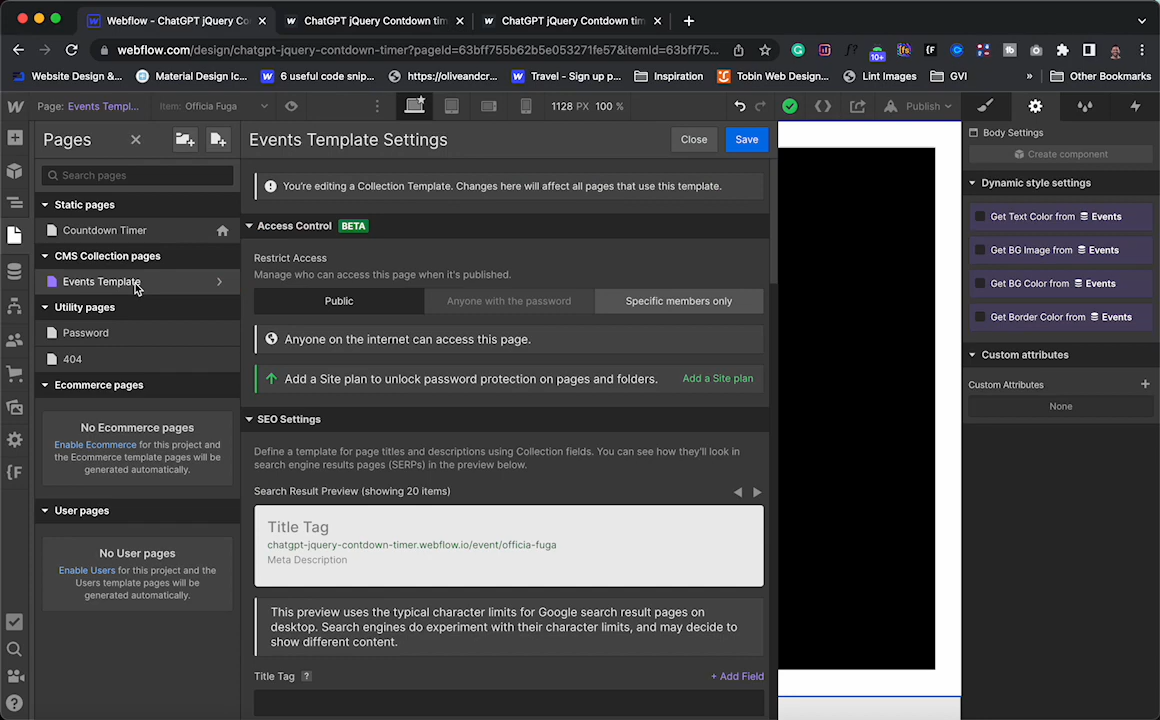 Webflow - ChatGPT jQuery Co
ChatGPT jQuery Contdown tim
ChatGPT jQuery Contdown tim
webflow.com/design/chatgpt-jquery-contdown-timer?pageId=63bff755b62b5e053271fe57&itemId=63bff75...
10+
Website Design &...
Material Design Ic...
6 useful code snip...
https://oliveandcr...
Travel - Sign up p...
Inspiration
Tobin Web Design...
Lint Images
GVI
»
Other Bookmarks
Page: Events Templ...
Item: Officia Fuga
1128 PX 100 %
Publish
Pages
Events Template Settings
Close
Save
Body Settings
Create component
Search pages
You're editing a Collection Template. Changes here will affect all pages that use this template.
Dynamic style settings
Static pages
Access Control BETA
Get Text Color from Events
Countdown Timer
CMS Collection pages
Restrict Access
Get BG Image from Events
Manage who can access this page when it's published.
Events Template
Get BG Color from Events
Public
Anyone with the password
Specific members only
Utility pages
Get Border Color from Events
Password
Anyone on the internet can access this page.
404
Custom attributes
Add a Site plan to unlock password protection on pages and folders.
Add a Site plan
Ecommerce pages
Custom Attributes
None
SEO Settings
No Ecommerce pages
Enable Ecommerce for this project and
the Ecommerce template pages will be
generated automatically.
Define a template for page titles and descriptions using Collection fields. You can see how they'll look in
search engine results pages (SERPs) in the preview below.
Search Result Preview (showing 20 items)
User pages
Title Tag
chatgpt-jquery-contdown-timer.webflow.io/event/officia-fuga
Meta Description
No User pages
Enable Users for this project and the
Users template pages will be
generated automatically.
This preview uses the typical character limits for Google search result pages on
desktop. Search engines do experiment with their character limits, and may decide to
show different content.
Title Tag ?
+ Add Field